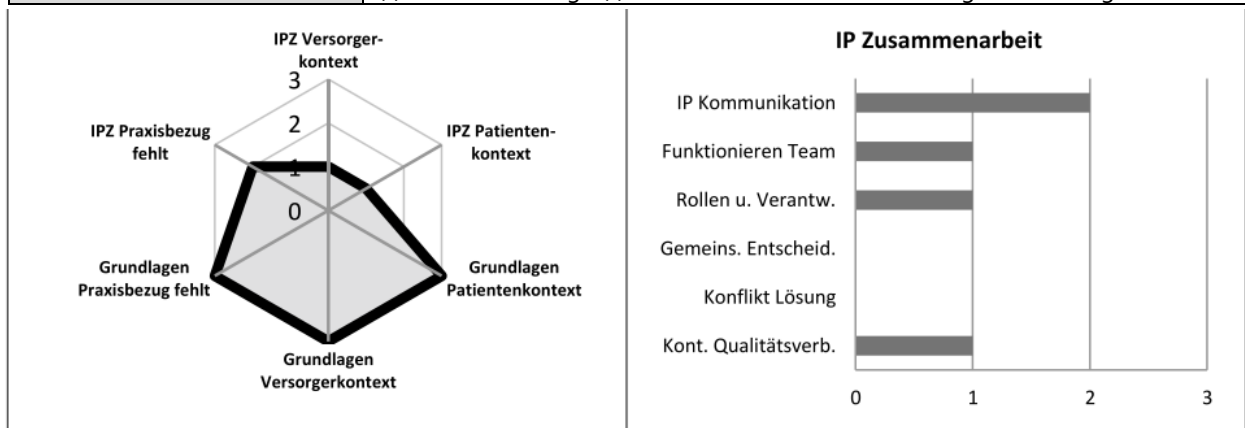 IPZ Versorger-
kontext
3
IPZ Praxisbezug
fehlt
2
IPZ Patienten-
kontext
1
0
Grundlagen
Praxisbezug fehlt
Grundlagen
Patientenkontext
Grundlagen
Versorgerkontext
IP Zusammenarbeit
IP Kommunikation
Funktionieren Team
Rollen u. Verantw.
Gemeins. Entscheid.
Konflikt Lösung
Kont. Qualitätsverb.
0 1 2 3